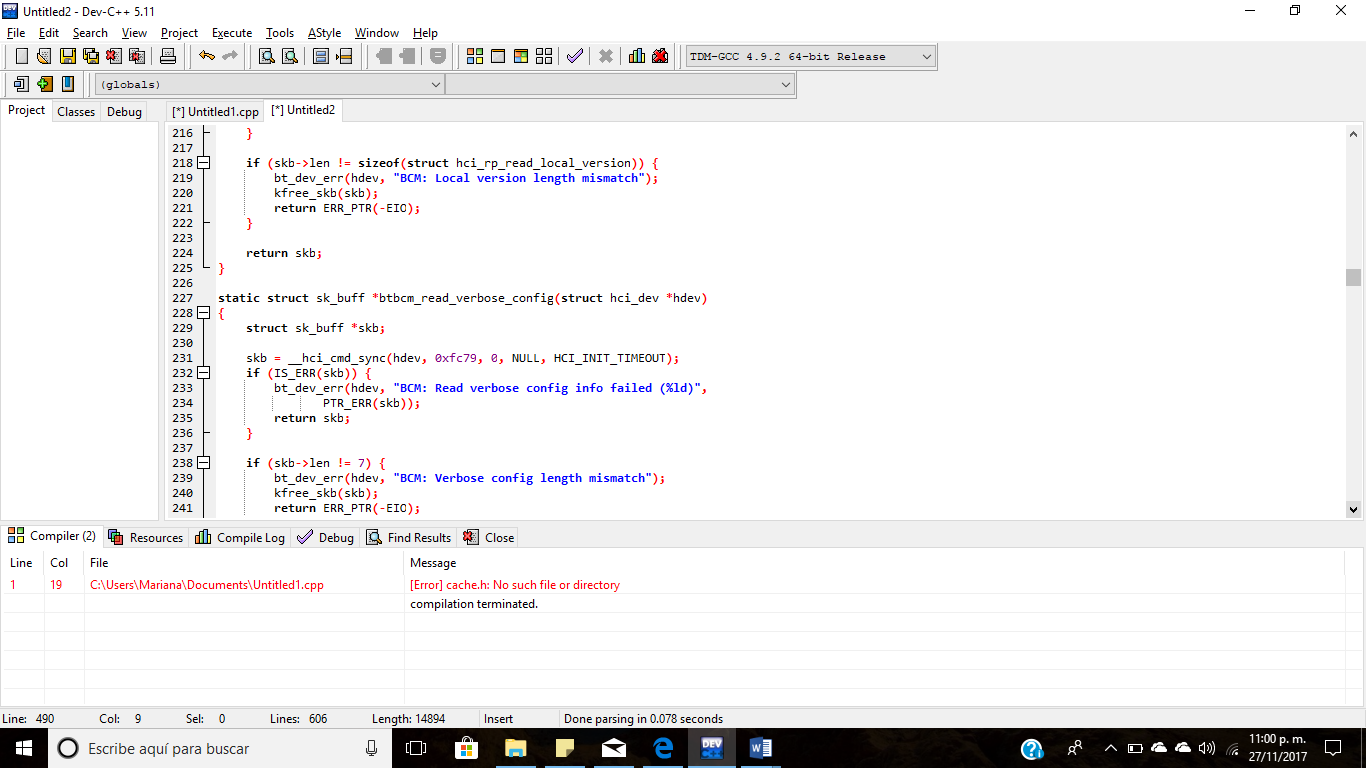 Untitled2 - Dev-C++ 5.11
File Edit Search View Project Execute Tools AStyle Window Help
TDM-GCC 4.9.2 64-bit Release
(globals)
Project Classes Debug
[*] Untitled1.cpp [*] Untitled2
216 }
217
218 if (skb->len != sizeof(struct hci_rp_read_local_version)) {
219 bt_dev_err(hdev, "BCM: Local version length mismatch");
220 kfree_skb(skb);
221 return ERR_PTR(-EIO);
222 }
223
224 return skb;
225 }
226
227 static struct sk_buff *btbcm_read_verbose_config(struct hci_dev *hdev)
228 {
229 struct sk_buff *skb;
230
231 skb = __hci_cmd_sync(hdev, 0xfc79, 0, NULL, HCI_INIT_TIMEOUT);
232 if (IS_ERR(skb)) {
233 bt_dev_err(hdev, "BCM: Read verbose config info failed (%ld)",
234 PTR_ERR(skb));
235 return skb;
236 }
237
238 if (skb->len != 7) {
239 bt_dev_err(hdev, "BCM: Verbose config length mismatch");
240 kfree_skb(skb);
241 return ERR_PTR(-EIO);
Compiler (2) Resources Compile Log Debug Find Results Close
Line Col File Message
1 19 C:\Users\Mariana\Documents\Untitled1.cpp [Error] cache.h: No such file or directory
compilation terminated.
Line: 490 Col: 9 Sel: 0 Lines: 606 Length: 14894 Insert Done parsing in 0.078 seconds
Escribe aquí para buscar
11:00 p. m.
27/11/2017